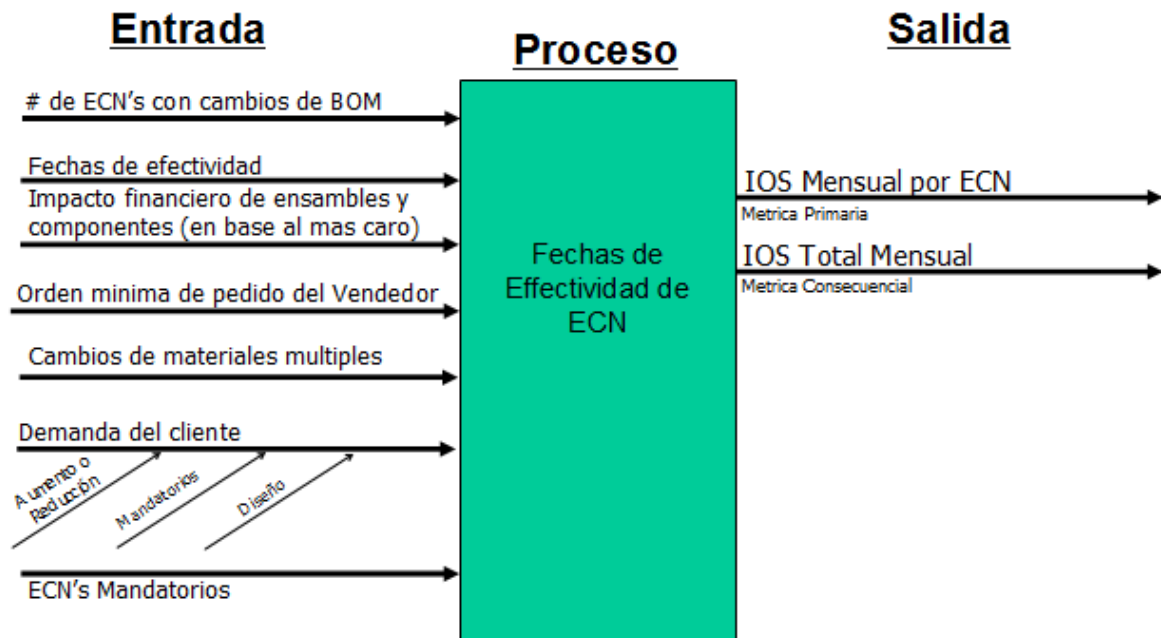 Entrada
Proceso
Salida
# de ECN's con cambios de BOM
Fechas de efectividad
Impacto financiero de ensambles y
componentes (en base al mas caro)
Orden minima de pedido del Vendedor
Cambios de materiales multiples
Demanda del cliente
Aumento o
Reducción
Mandatorios
Diseño
ECN's Mandatorios
Fechas de
Effectividad de
ECN
IOS Mensual por ECN
Metrica Primaria
IOS Total Mensual
Metrica Consecuencial